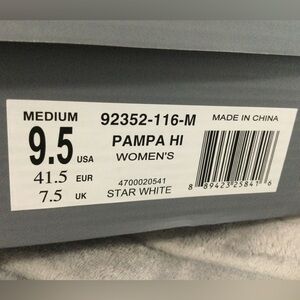 MEDIUM 92352-116-M MADE IN CHINA
9.5 USA PAMPA HI
WOMEN'S
41.5 EUR 4700020541
7.5 UK STAR WHITE
8 89423 25841 6